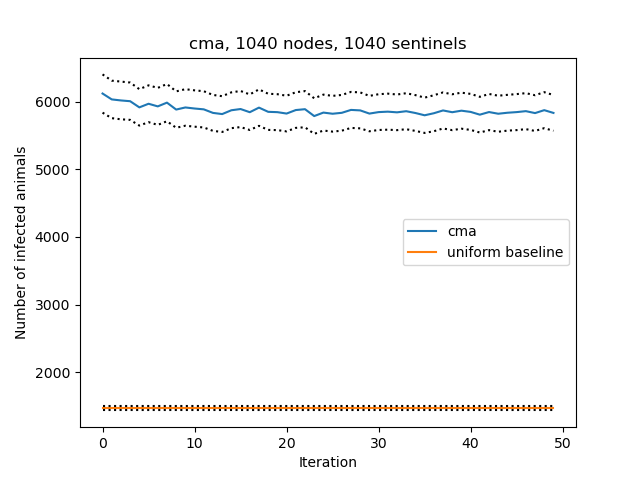 cma, 1040 nodes, 1040 sentinels
Number of infected animals
6000
5000
4000
3000
2000
cma
uniform baseline
0 10 20 30 40 50
Iteration